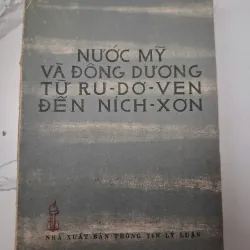 NƯỚC MỸ
VÀ ĐÔNG DƯƠNG
TỪ RU-DƠ-VEN
ĐẾN NÍCH-XƠN
NHÀ XUẤT BẢN THÔNG TIN LÝ LUẬN